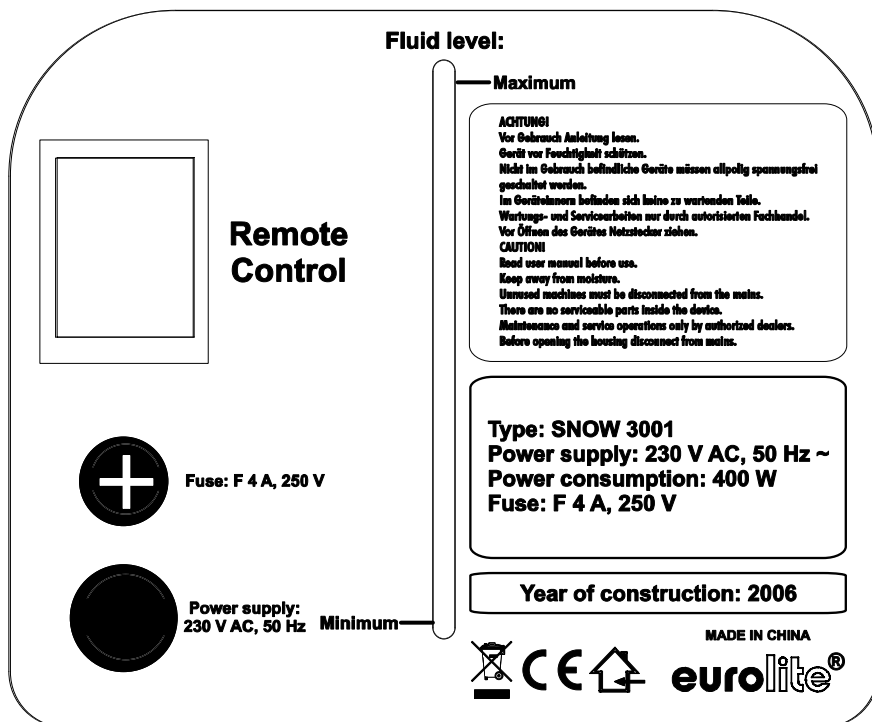 Fluid level:
Maximum
Remote
Control
ACHTUNG!
Vor Gebrauch Anleitung lesen.
Gerät vor Feuchtigkeit schützen.
Nicht im Gebrauch befindliche Geräte müssen allpolig spannungsfrei
geschaltet werden.
Im Geräteinnern befinden sich keine zu wartenden Teile.
Wartungs- und Servicearbeiten nur durch autorisierten Fachhandel.
Vor Öffnen des Gerätes Netzstecker ziehen.
CAUTION!
Read user manual before use.
Keep away from moisture.
Unnused machines must be disconnected from the mains.
There are no serviceable parts inside the device.
Maintenance and service operations only by authorized dealers.
Before opening the housing disconnect from mains.
Fuse: F 4 A, 250 V
Type: SNOW 3001
Power supply: 230 V AC, 50 Hz ~
Power consumption: 400 W
Fuse: F 4 A, 250 V
Power supply:
230 V AC, 50 Hz
Minimum
Year of construction: 2006
MADE IN CHINA
CE
eurolite®